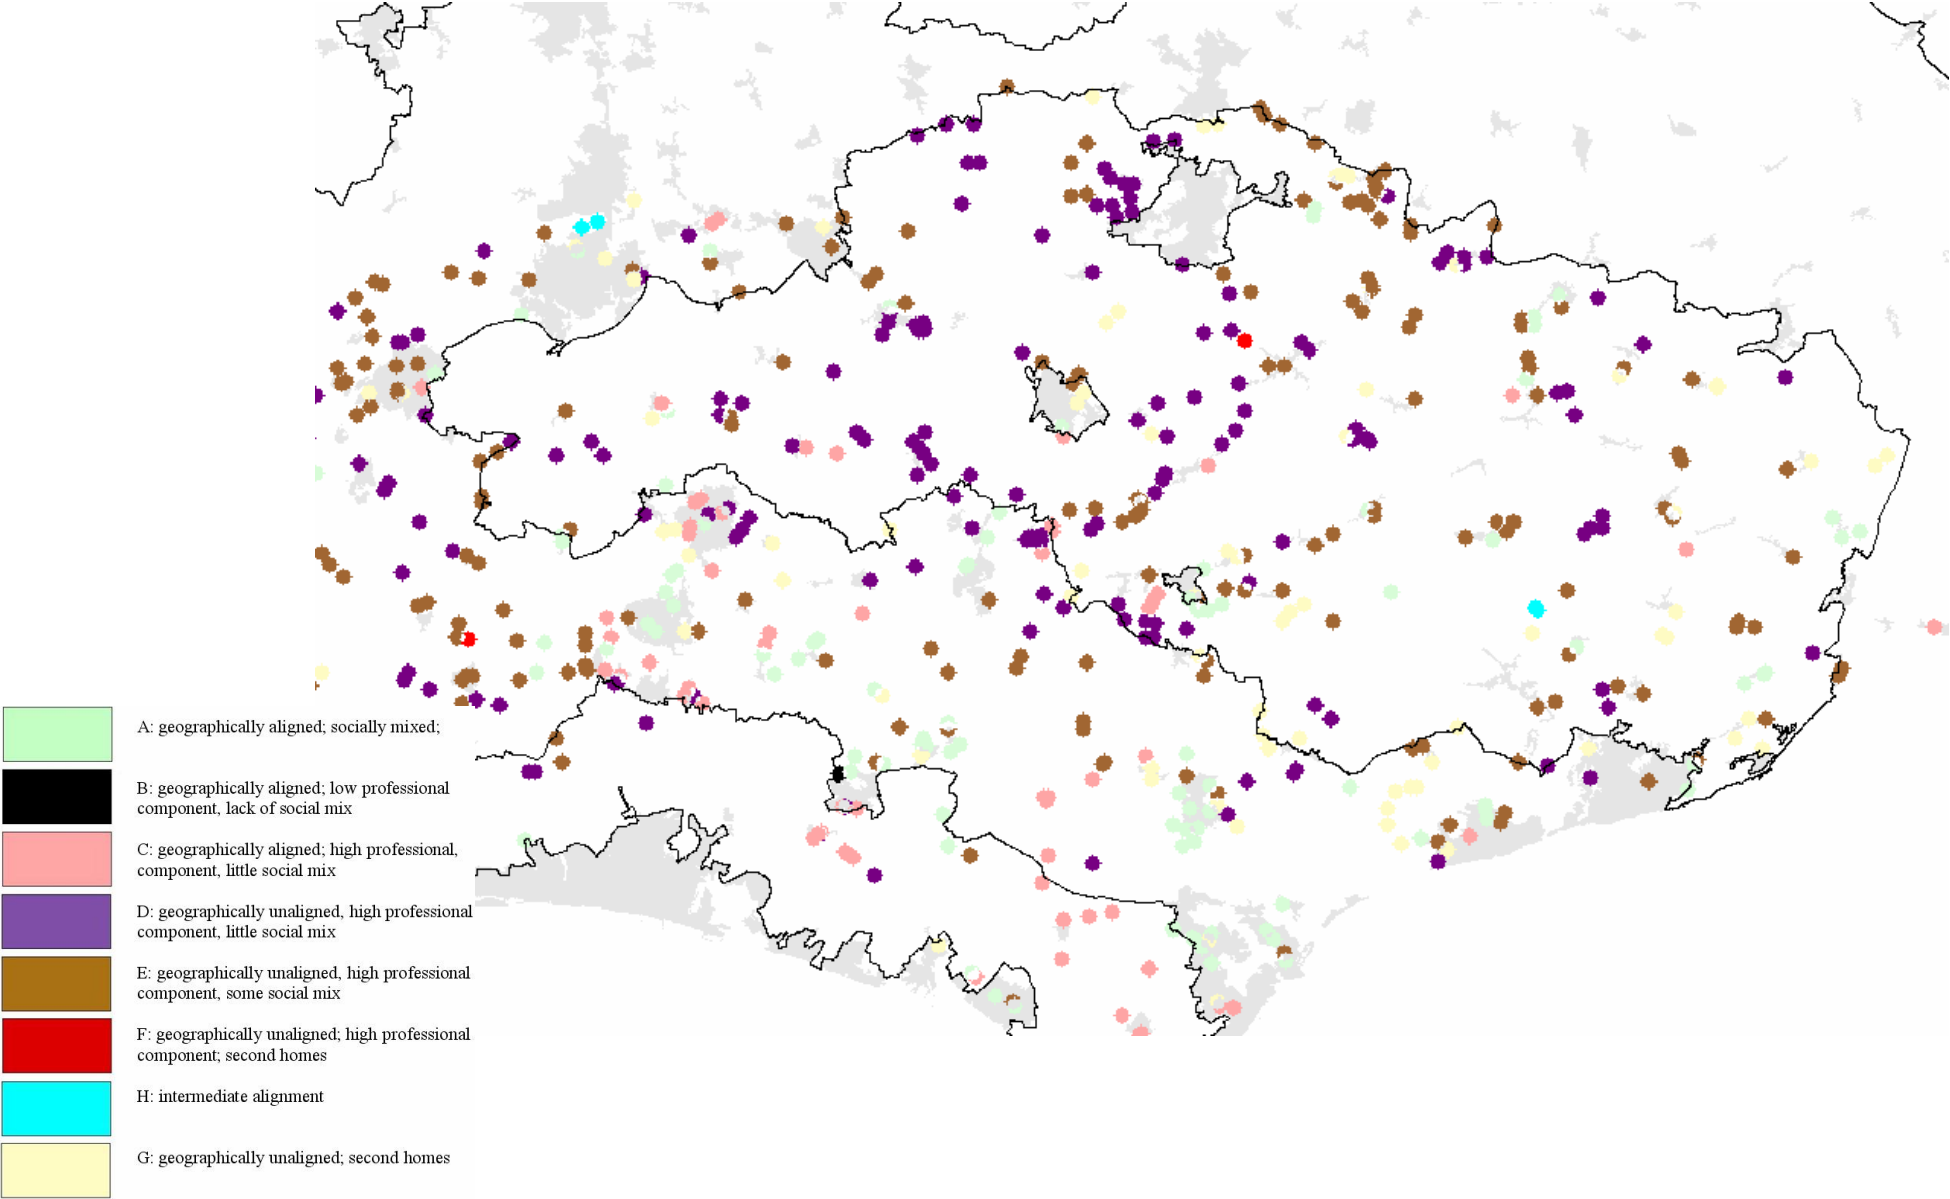 A: geographically aligned; socially mixed;
B: geographically aligned; low professional
component, lack of social mix
C: geographically aligned; high professional,
component, little social mix
D: geographically unaligned, high professional
component, little social mix
E: geographically unaligned, high professional
component, some social mix
F: geographically unaligned; high professional
component; second homes
H: intermediate alignment
G: geographically unaligned; second homes